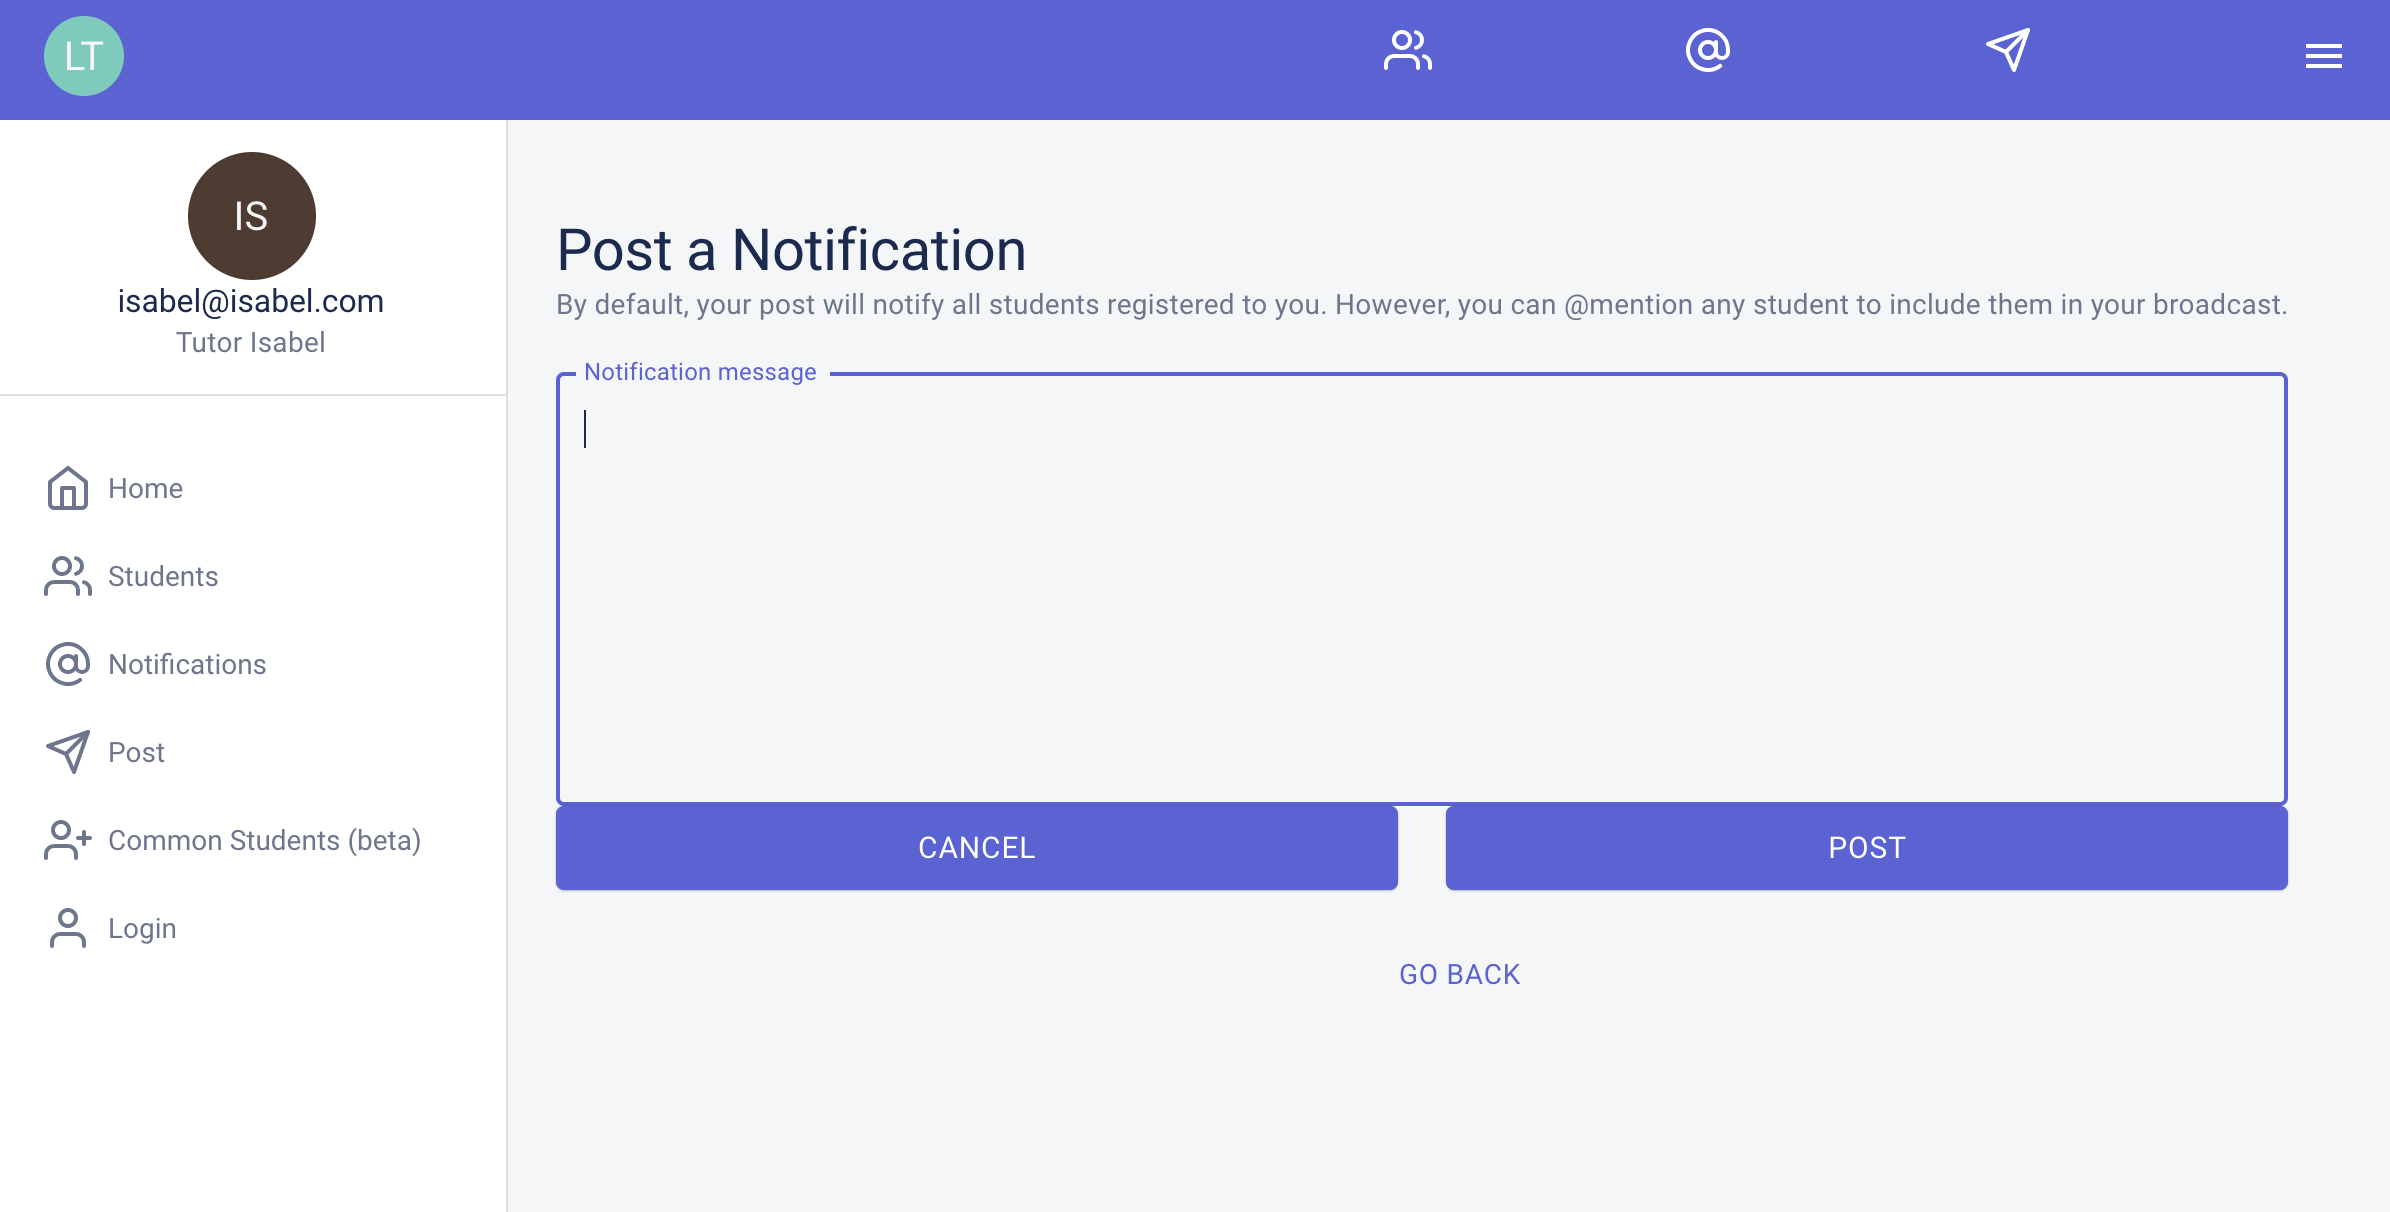 LT
IS
isabel@isabel.com
Tutor Isabel
Home
Students
Notifications
Post
Common Students (beta)
Login
Post a Notification
By default, your post will notify all students registered to you. However, you can @mention any student to include them in your broadcast.
Notification message
CANCEL
POST
GO BACK